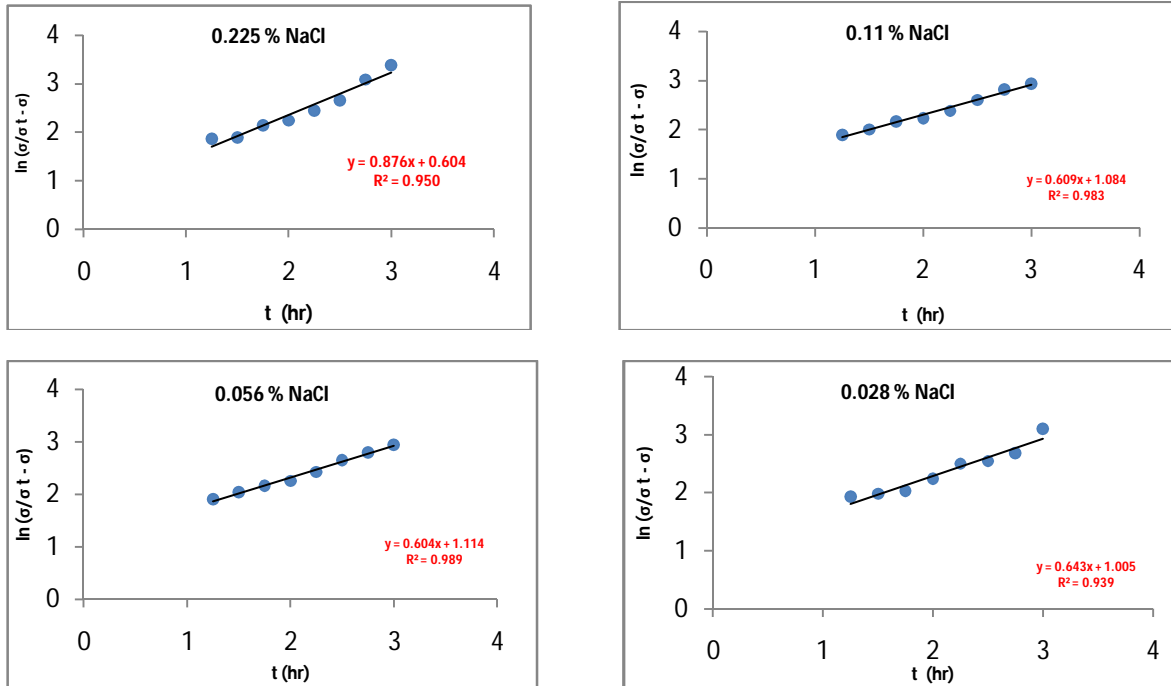 0.225 % NaCl
4
3
2
1
0
ln (σ/σ t - σ)
y = 0.876x + 0.604
R² = 0.950
0 1 2 3 4
t (hr)
0.11 % NaCl
4
3
2
1
0
ln (σ/σ t - σ)
y = 0.609x + 1.084
R² = 0.983
0 1 2 3 4
t (hr)
0.056 % NaCl
4
3
2
1
0
ln (σ/σ t - σ)
y = 0.604x + 1.114
R² = 0.989
0 1 2 3 4
t (hr)
0.028 % NaCl
4
3
2
1
0
ln (σ/σ t - σ)
y = 0.643x + 1.005
R² = 0.939
0 1 2 3 4
t (hr)